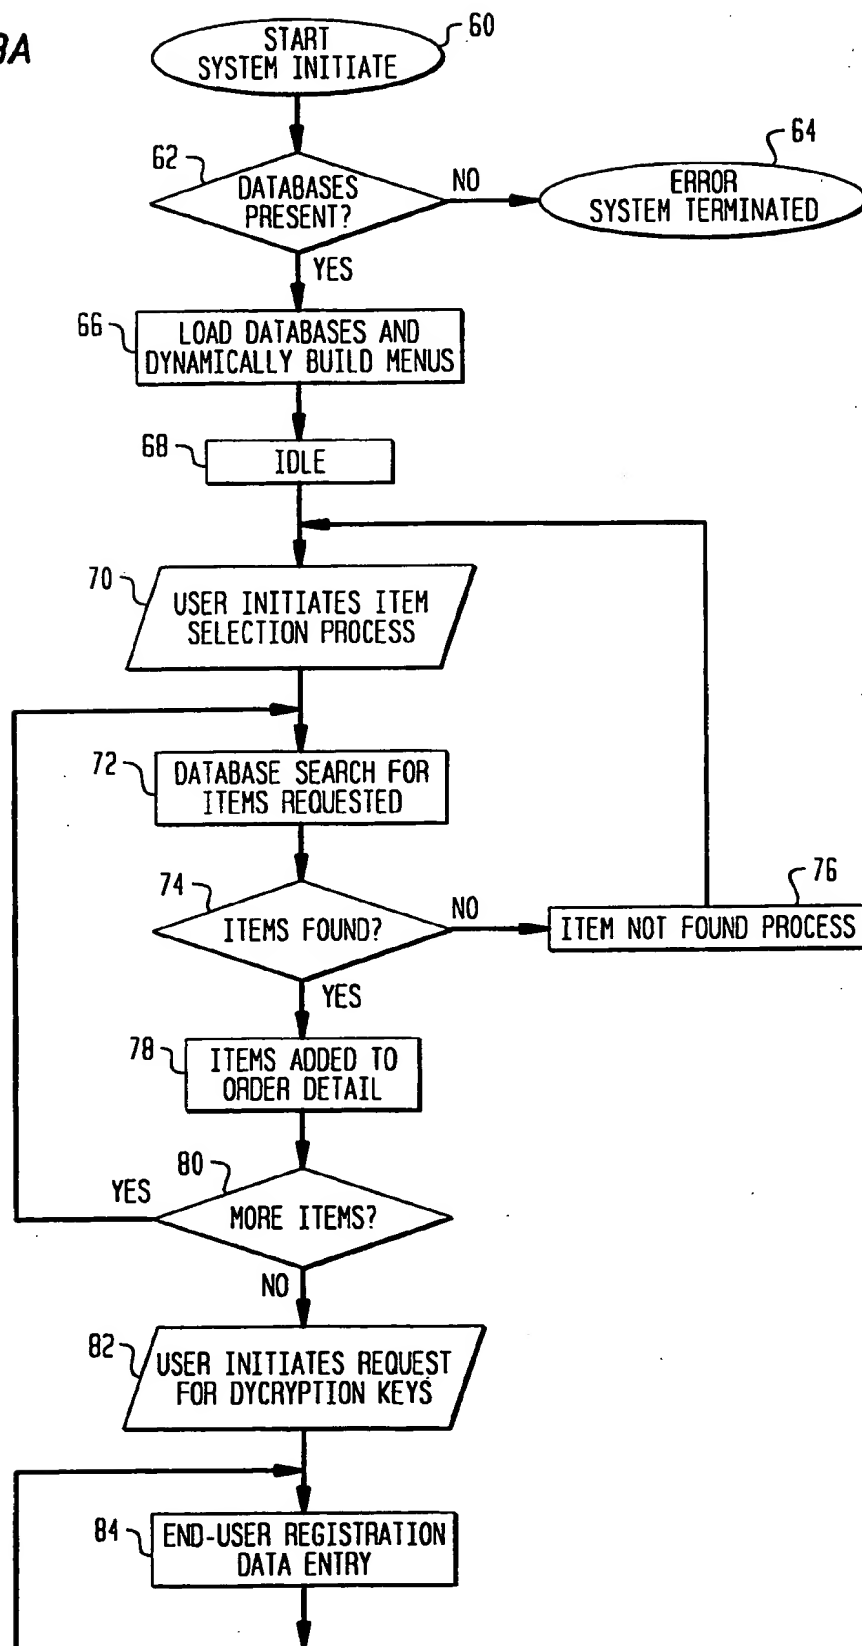 3A
START
SYSTEM INITIATE
60
62
DATABASES
PRESENT?
NO
64
ERROR
SYSTEM TERMINATED
YES
66
LOAD DATABASES AND
DYNAMICALLY BUILD MENUS
68
IDLE
70
USER INITIATES ITEM
SELECTION PROCESS
72
DATABASE SEARCH FOR
ITEMS REQUESTED
74
ITEMS FOUND?
NO
76
ITEM NOT FOUND PROCESS
YES
78
ITEMS ADDED TO
ORDER DETAIL
80
YES
MORE ITEMS?
NO
82
USER INITIATES REQUEST
FOR DYCRYPTION KEYS
84
END-USER REGISTRATION
DATA ENTRY